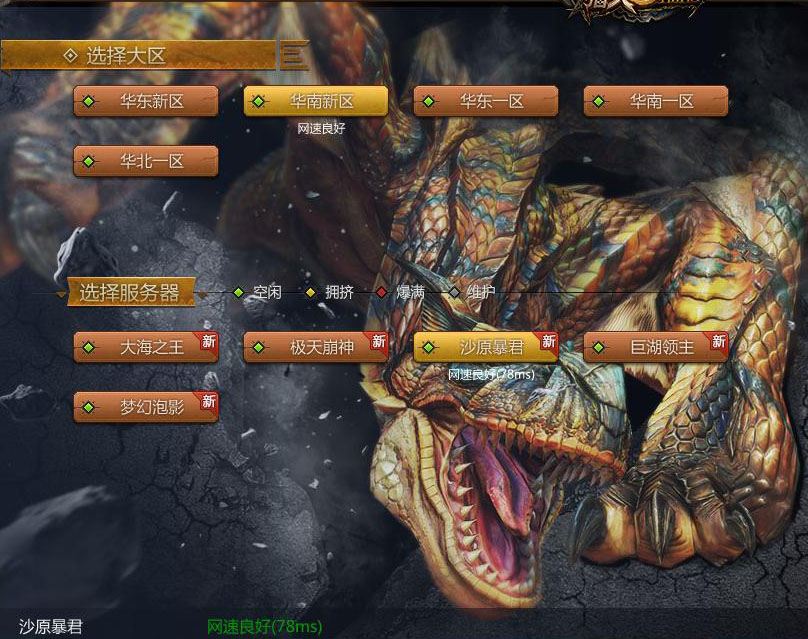 选择大区
华东新区 华南新区 华东一区 华南一区
网速良好
华北一区
选择服务器 空闲 拥挤 爆满 维护
大海之王 新 极天崩神 新 沙原暴君 新 巨湖领主 新
网速良好(78ms)
梦幻泡影 新
沙原暴君 网速良好(78ms)